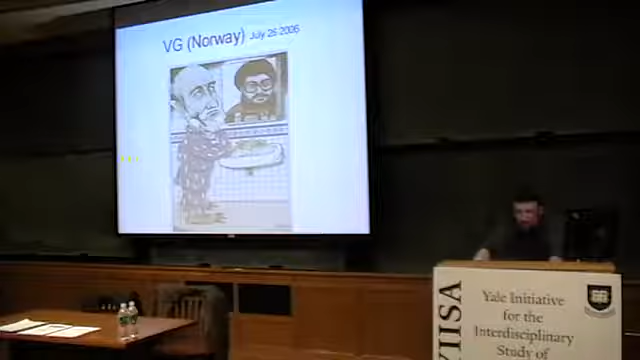 VG (Norway) July 26 2006
YIISA
Yale Initiative
for the
Interdisciplinary
Study of